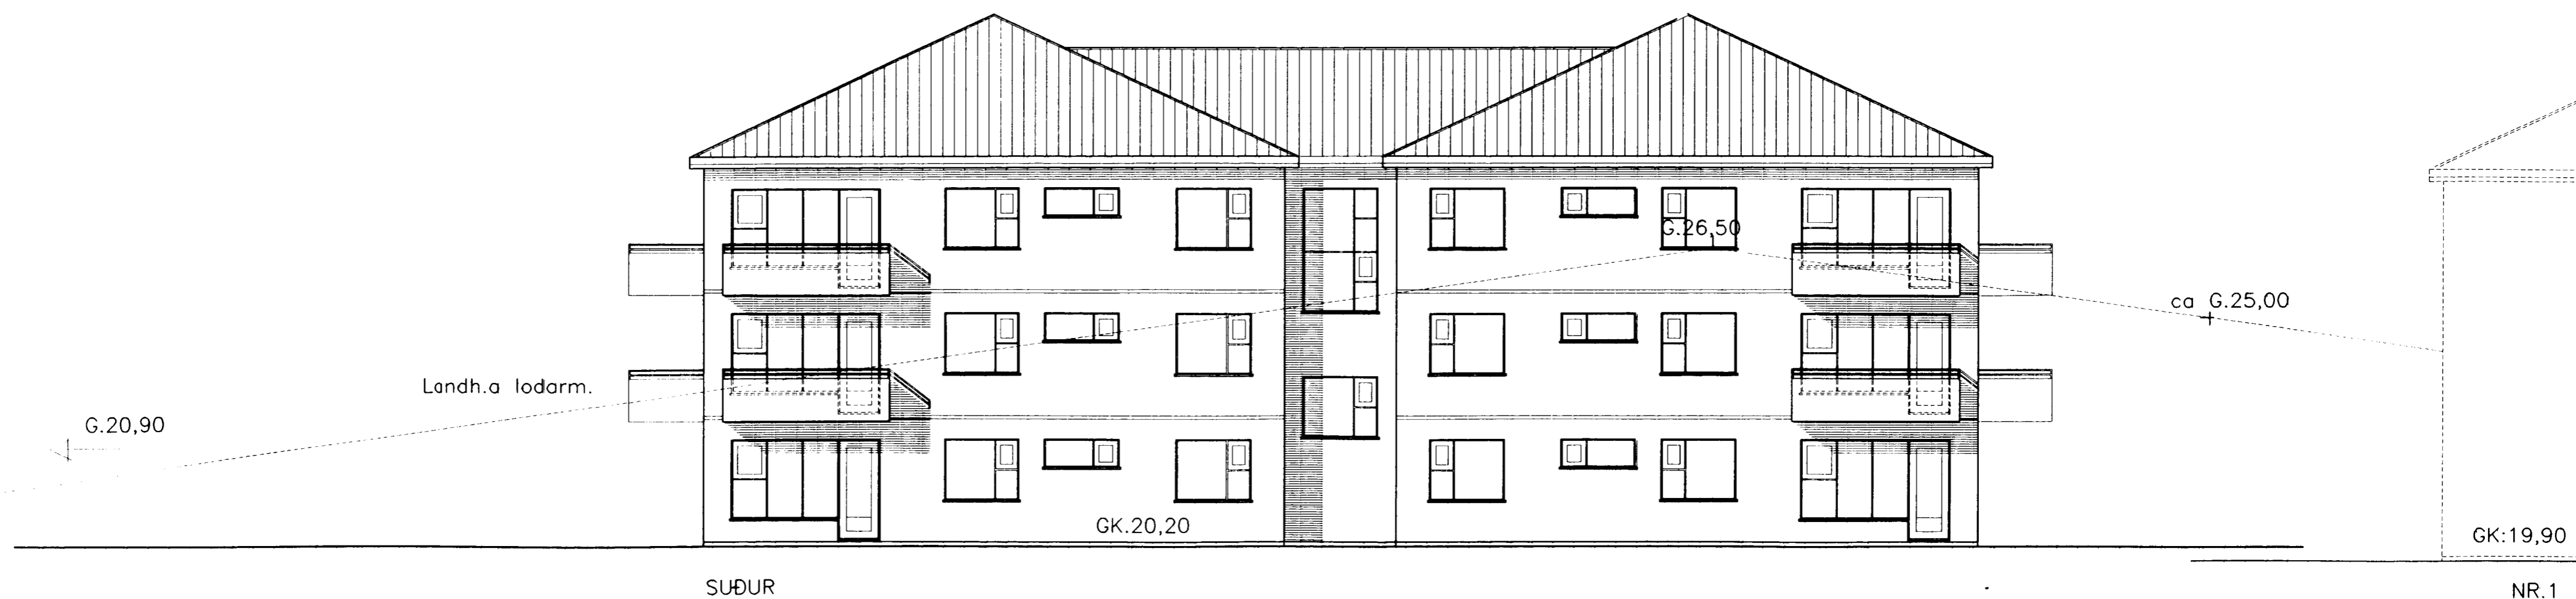 G.26,50
ca G.25,00
Landh.a lodarm.
G.20,90
GK.20,20
GK:19,90
SUÐUR
NR.1